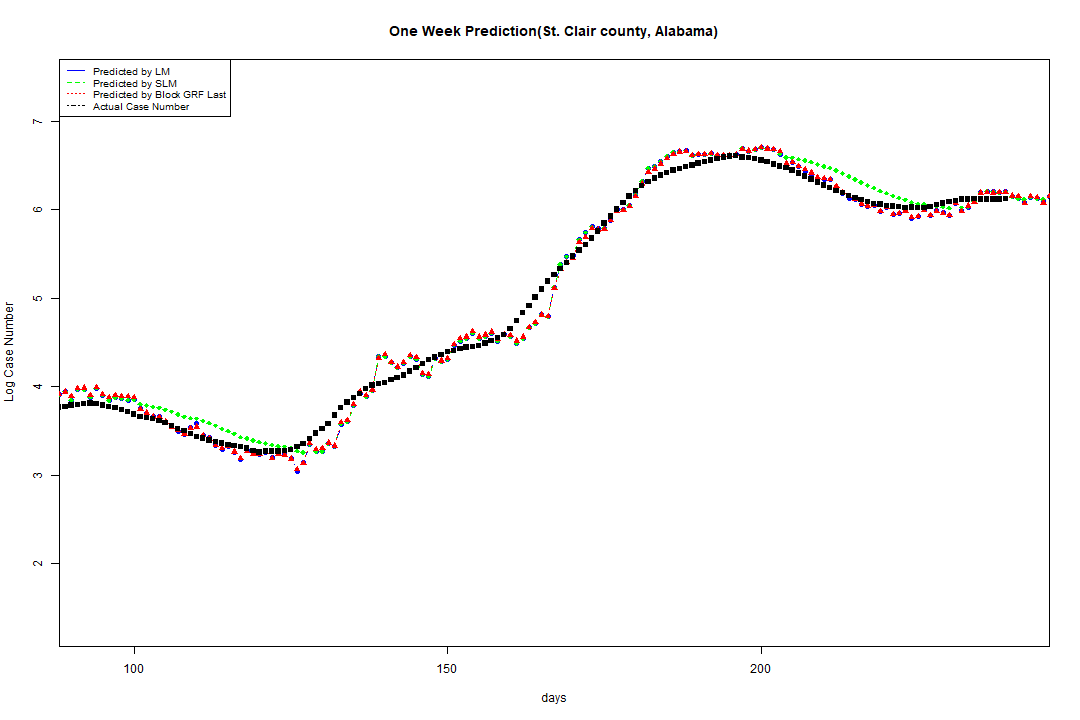 One Week Prediction(St. Clair county, Alabama)
Predicted by LM
Predicted by SLM
Predicted by Block GRF Last
Actual Case Number
7
6
5
4
3
2
Log Case Number
100 150 200
days